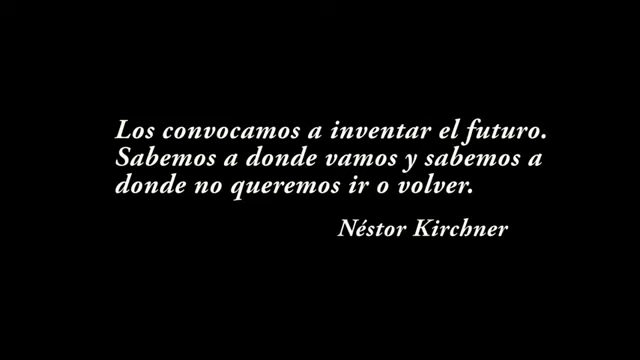 Los convocamos a inventar el futuro.
Sabemos a donde vamos y sabemos a
donde no queremos ir o volver.
Néstor Kirchner